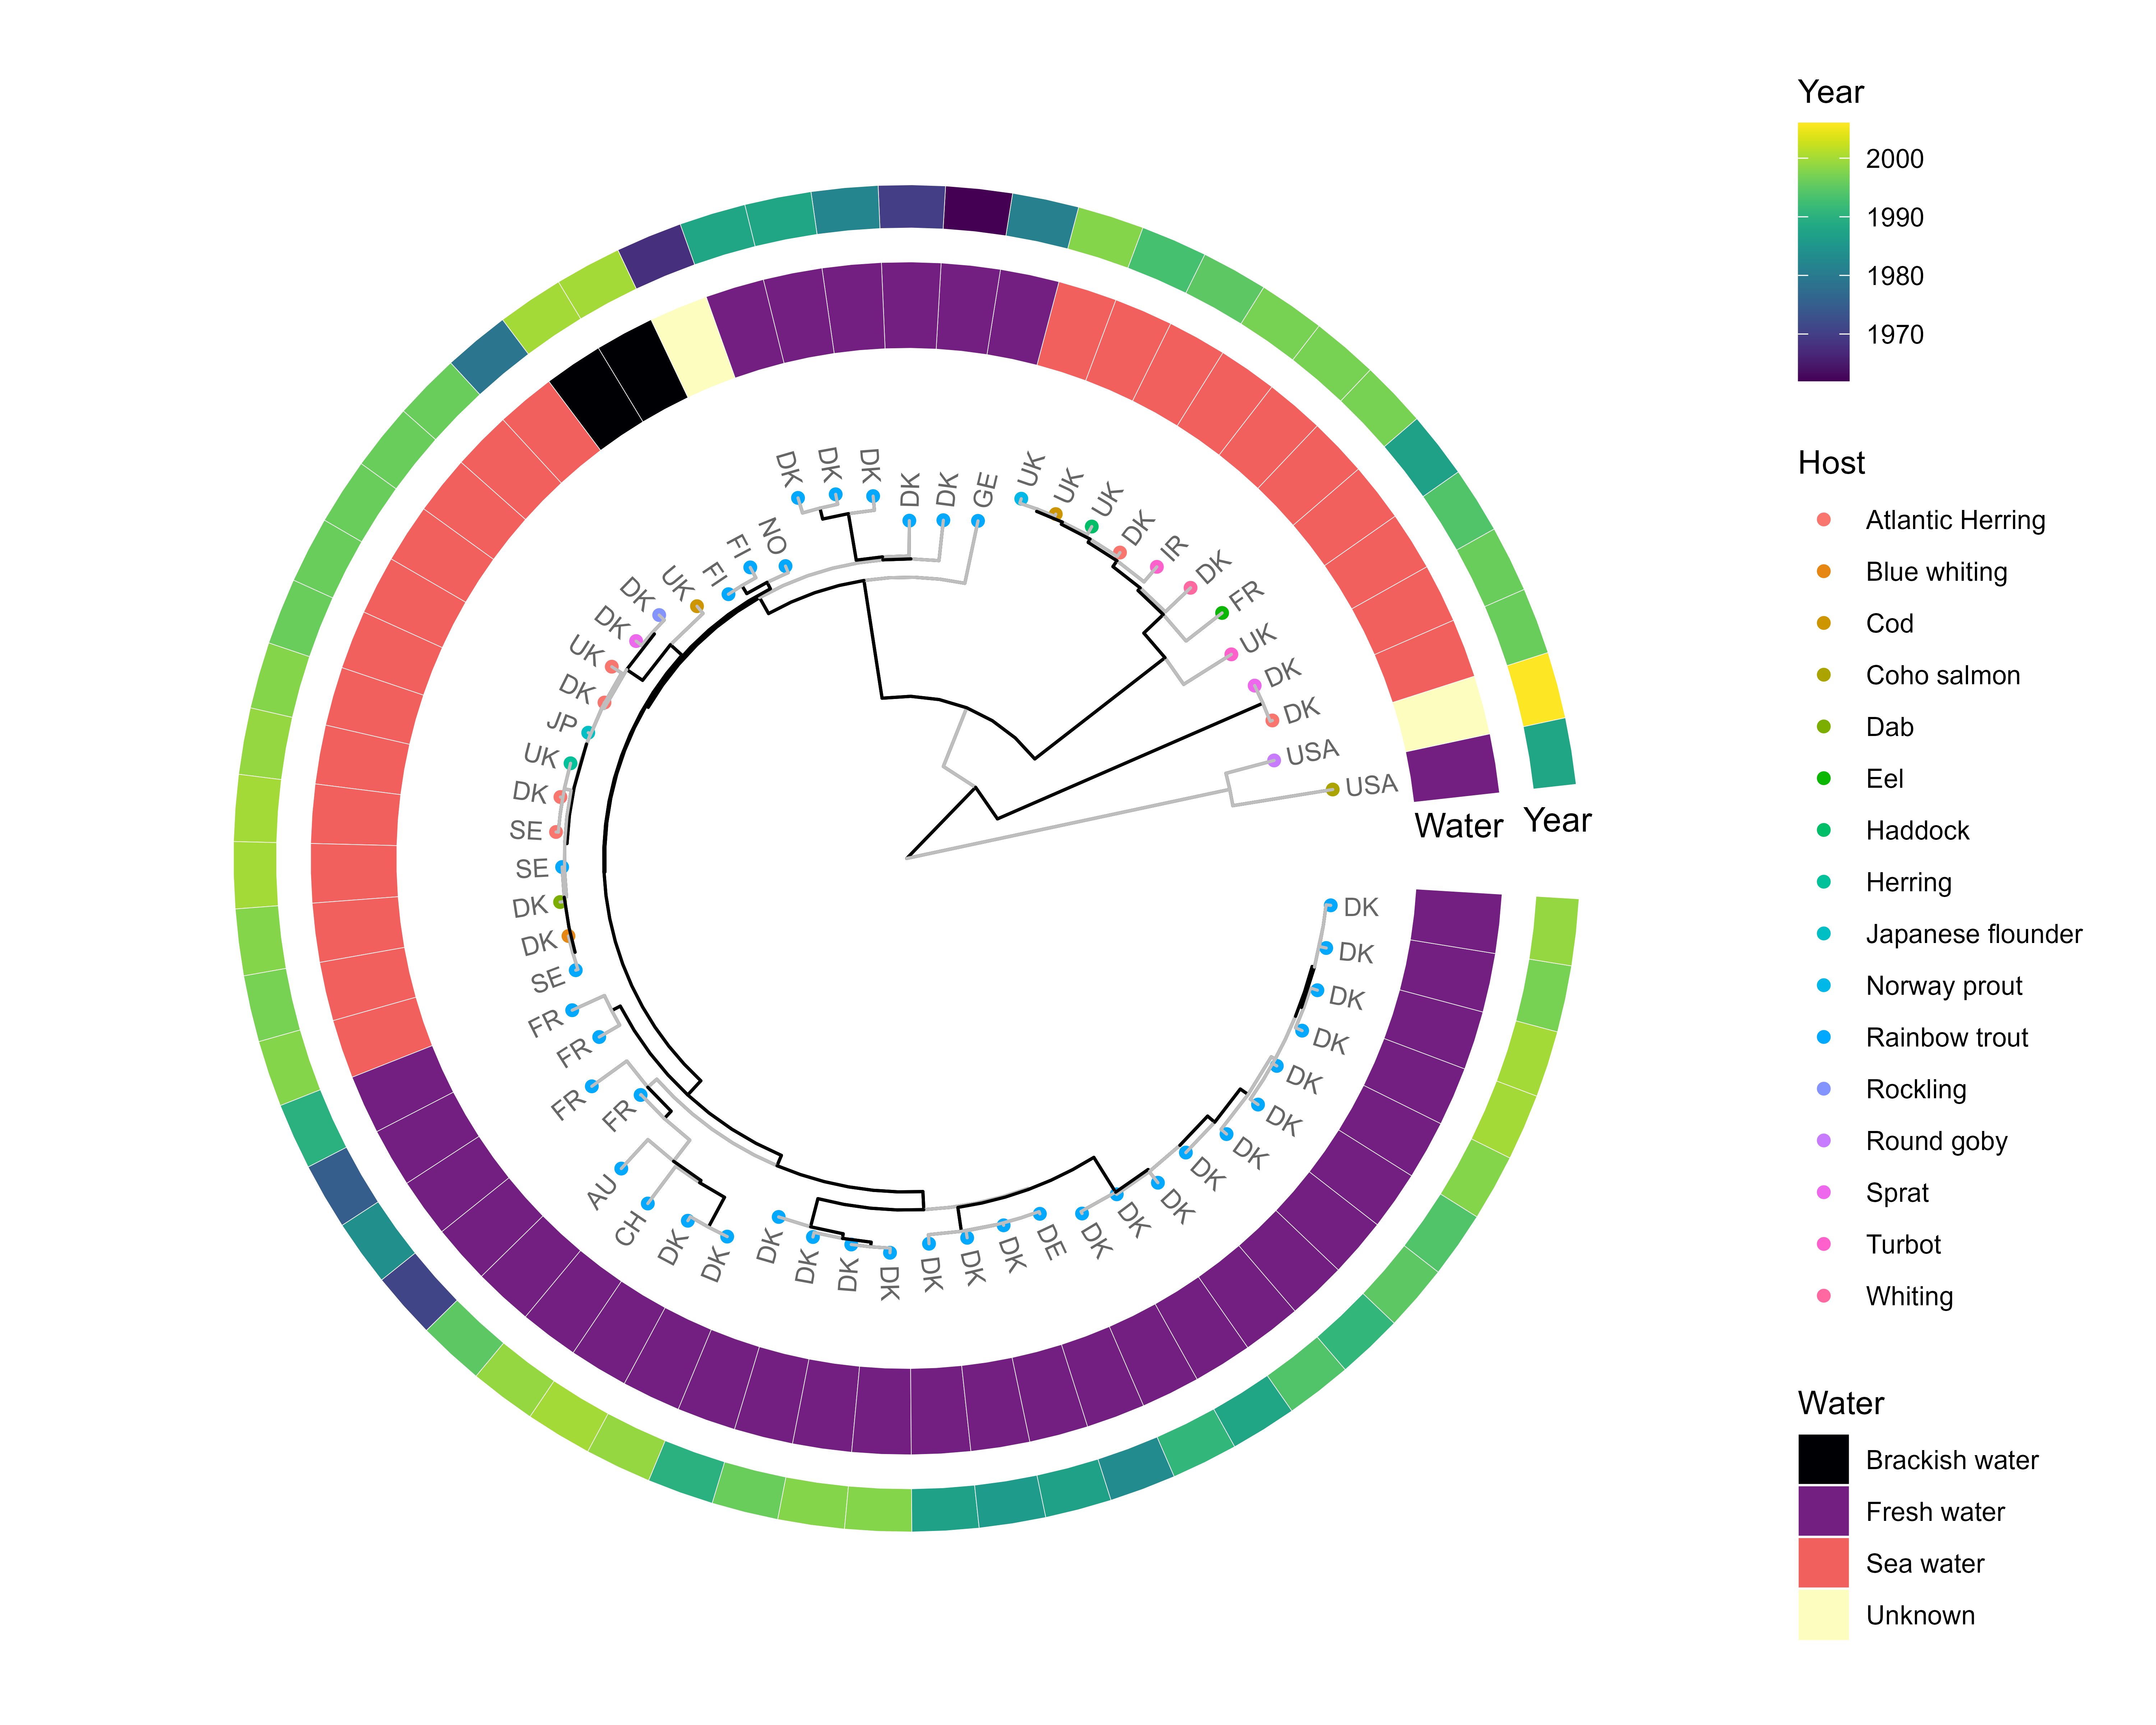 DK
DK
DK
DK
DK
GE
UK
UK
UK
DK
IR
DK
FR
UK
DK
DK
USA
USA
Water
Year
DK
DK
DK
DK
DK
DK
DK
DK
DK
DK
DK
DE
DK
DK
DK
DK
DK
DK
DK
DK
DK
CH
AU
FR
FR
FR
FR
SE
DK
DK
SE
SE
DK
UK
JP
DK
UK
DK
DK
UK
FI
FI
NO
Year
2000
1990
1980
1970
Host
Atlantic Herring
Blue whiting
Cod
Coho salmon
Dab
Eel
Haddock
Herring
Japanese flounder
Norway prout
Rainbow trout
Rockling
Round goby
Sprat
Turbot
Whiting
Water
Brackish water
Fresh water
Sea water
Unknown